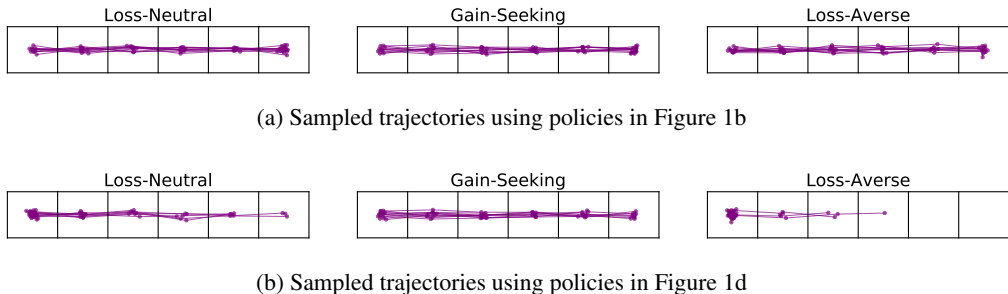 Loss-Neutral Gain-Seeking Loss-Averse
(a) Sampled trajectories using policies in Figure 1b
Loss-Neutral Gain-Seeking Loss-Averse
(b) Sampled trajectories using policies in Figure 1d